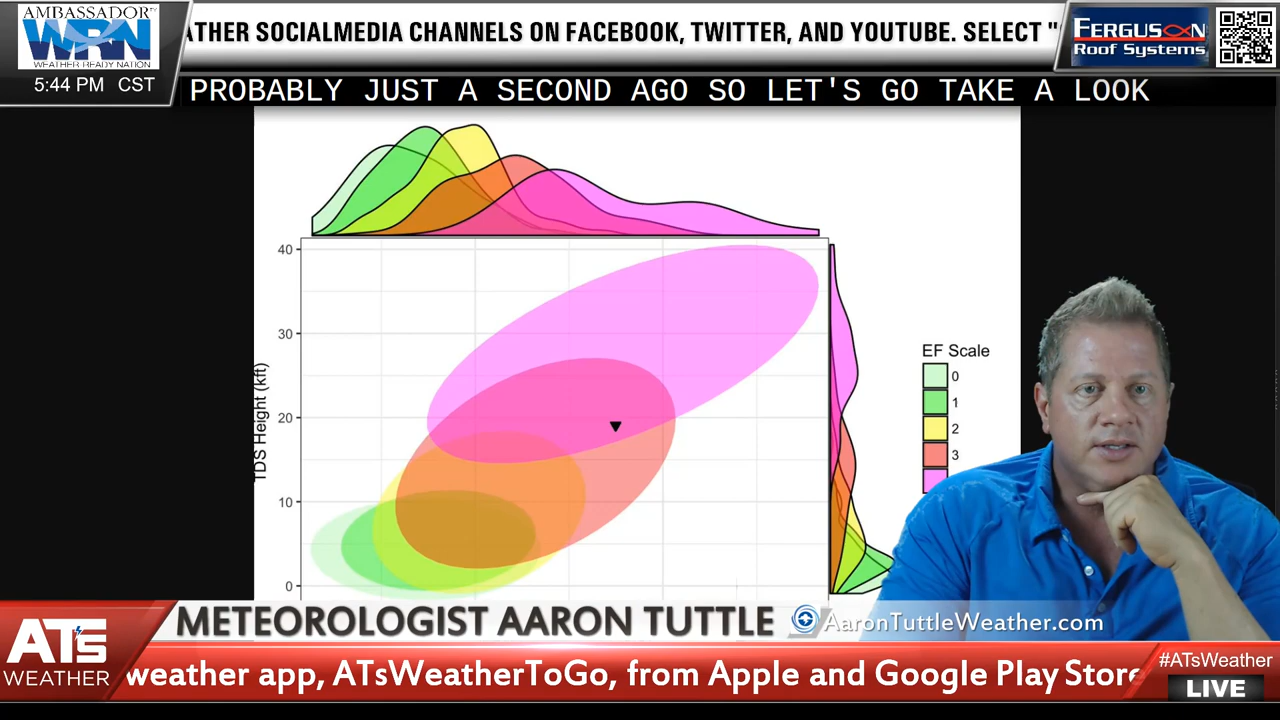 AMBASSADOR
WRN
WEATHER READY NATION
5:44 PM CST
ATHER SOCIALMEDIA CHANNELS ON FACEBOOK, TWITTER, AND YOUTUBE. SELECT "
FERGUSON
Roof Systems
PROBABLY JUST A SECOND AGO SO LET'S GO TAKE A LOOK
40
30
20
10
0
TDS Height (kft)
EF Scale
0
1
2
3
METEOROLOGIST AARON TUTTLE
AaronTuttleWeather.com
ATs
WEATHER
weather app, ATsWeatherToGo, from Apple and Google Play Store
#ATsWeather
LIVE